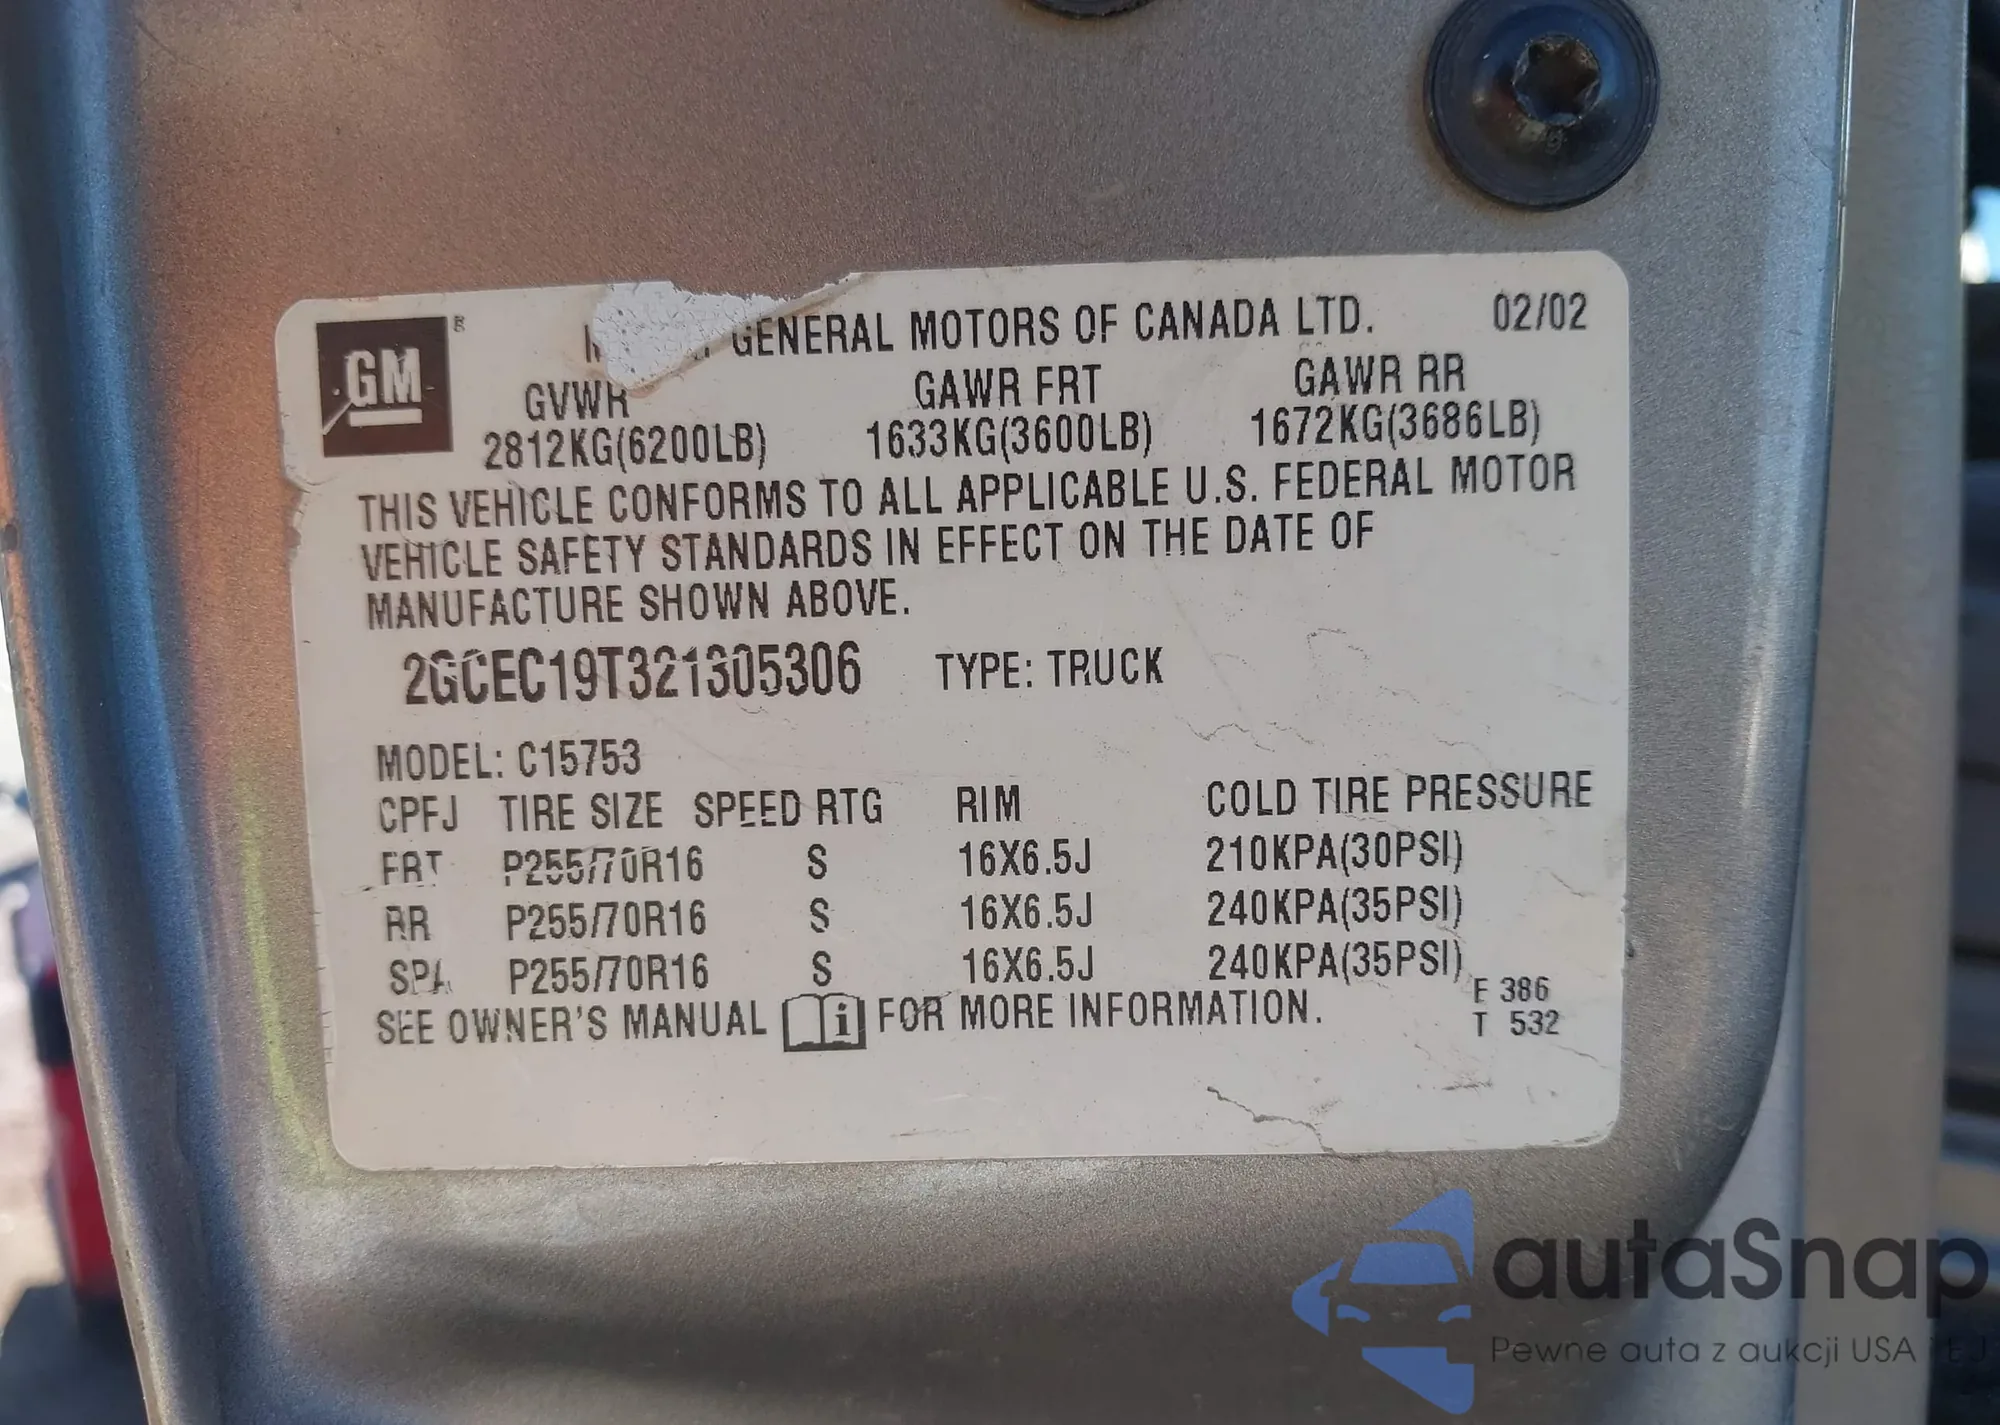 GM ®
GENERAL MOTORS OF CANADA LTD. 02/02
GVWR GAWR FRT GAWR RR
2812KG(6200LB) 1633KG(3600LB) 1672KG(3686LB)
THIS VEHICLE CONFORMS TO ALL APPLICABLE U.S. FEDERAL MOTOR
VEHICLE SAFETY STANDARDS IN EFFECT ON THE DATE OF
MANUFACTURE SHOWN ABOVE.
2GCEC19T321305306 TYPE: TRUCK
MODEL: C15753
CPFJ TIRE SIZE SPEED RTG RIM COLD TIRE PRESSURE
FRT P255/70R16 S 16X6.5J 210KPA(30PSI)
RR P255/70R16 S 16X6.5J 240KPA(35PSI)
SPA P255/70R16 S 16X6.5J 240KPA(35PSI)
SEE OWNER'S MANUAL i FOR MORE INFORMATION.
F 386
T 532
autaSnap
Pewne auta z aukcji USA i EJ